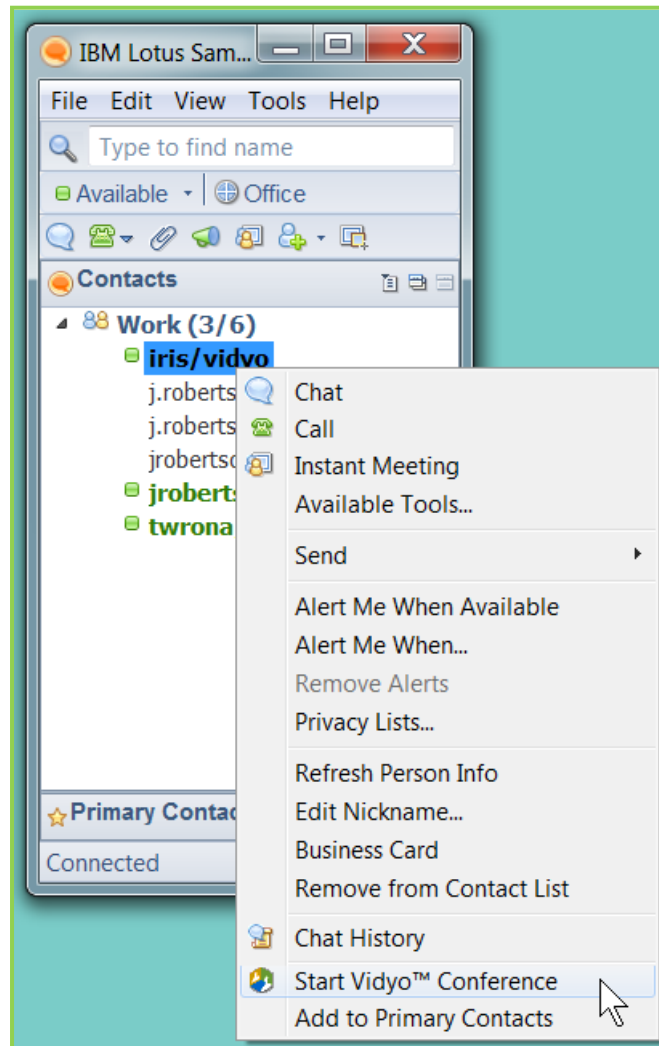 IBM Lotus Sam...
File Edit View Tools Help
Type to find name
Available Office
Contacts
Work (3/6)
iris/vidyo
j.roberts
j.roberts
jrobertso
jroberts
twrona
Primary Contac
Connected
Chat
Call
Instant Meeting
Available Tools...
Send
Alert Me When Available
Alert Me When...
Remove Alerts
Privacy Lists...
Refresh Person Info
Edit Nickname...
Business Card
Remove from Contact List
Chat History
Start Vidyo™ Conference
Add to Primary Contacts